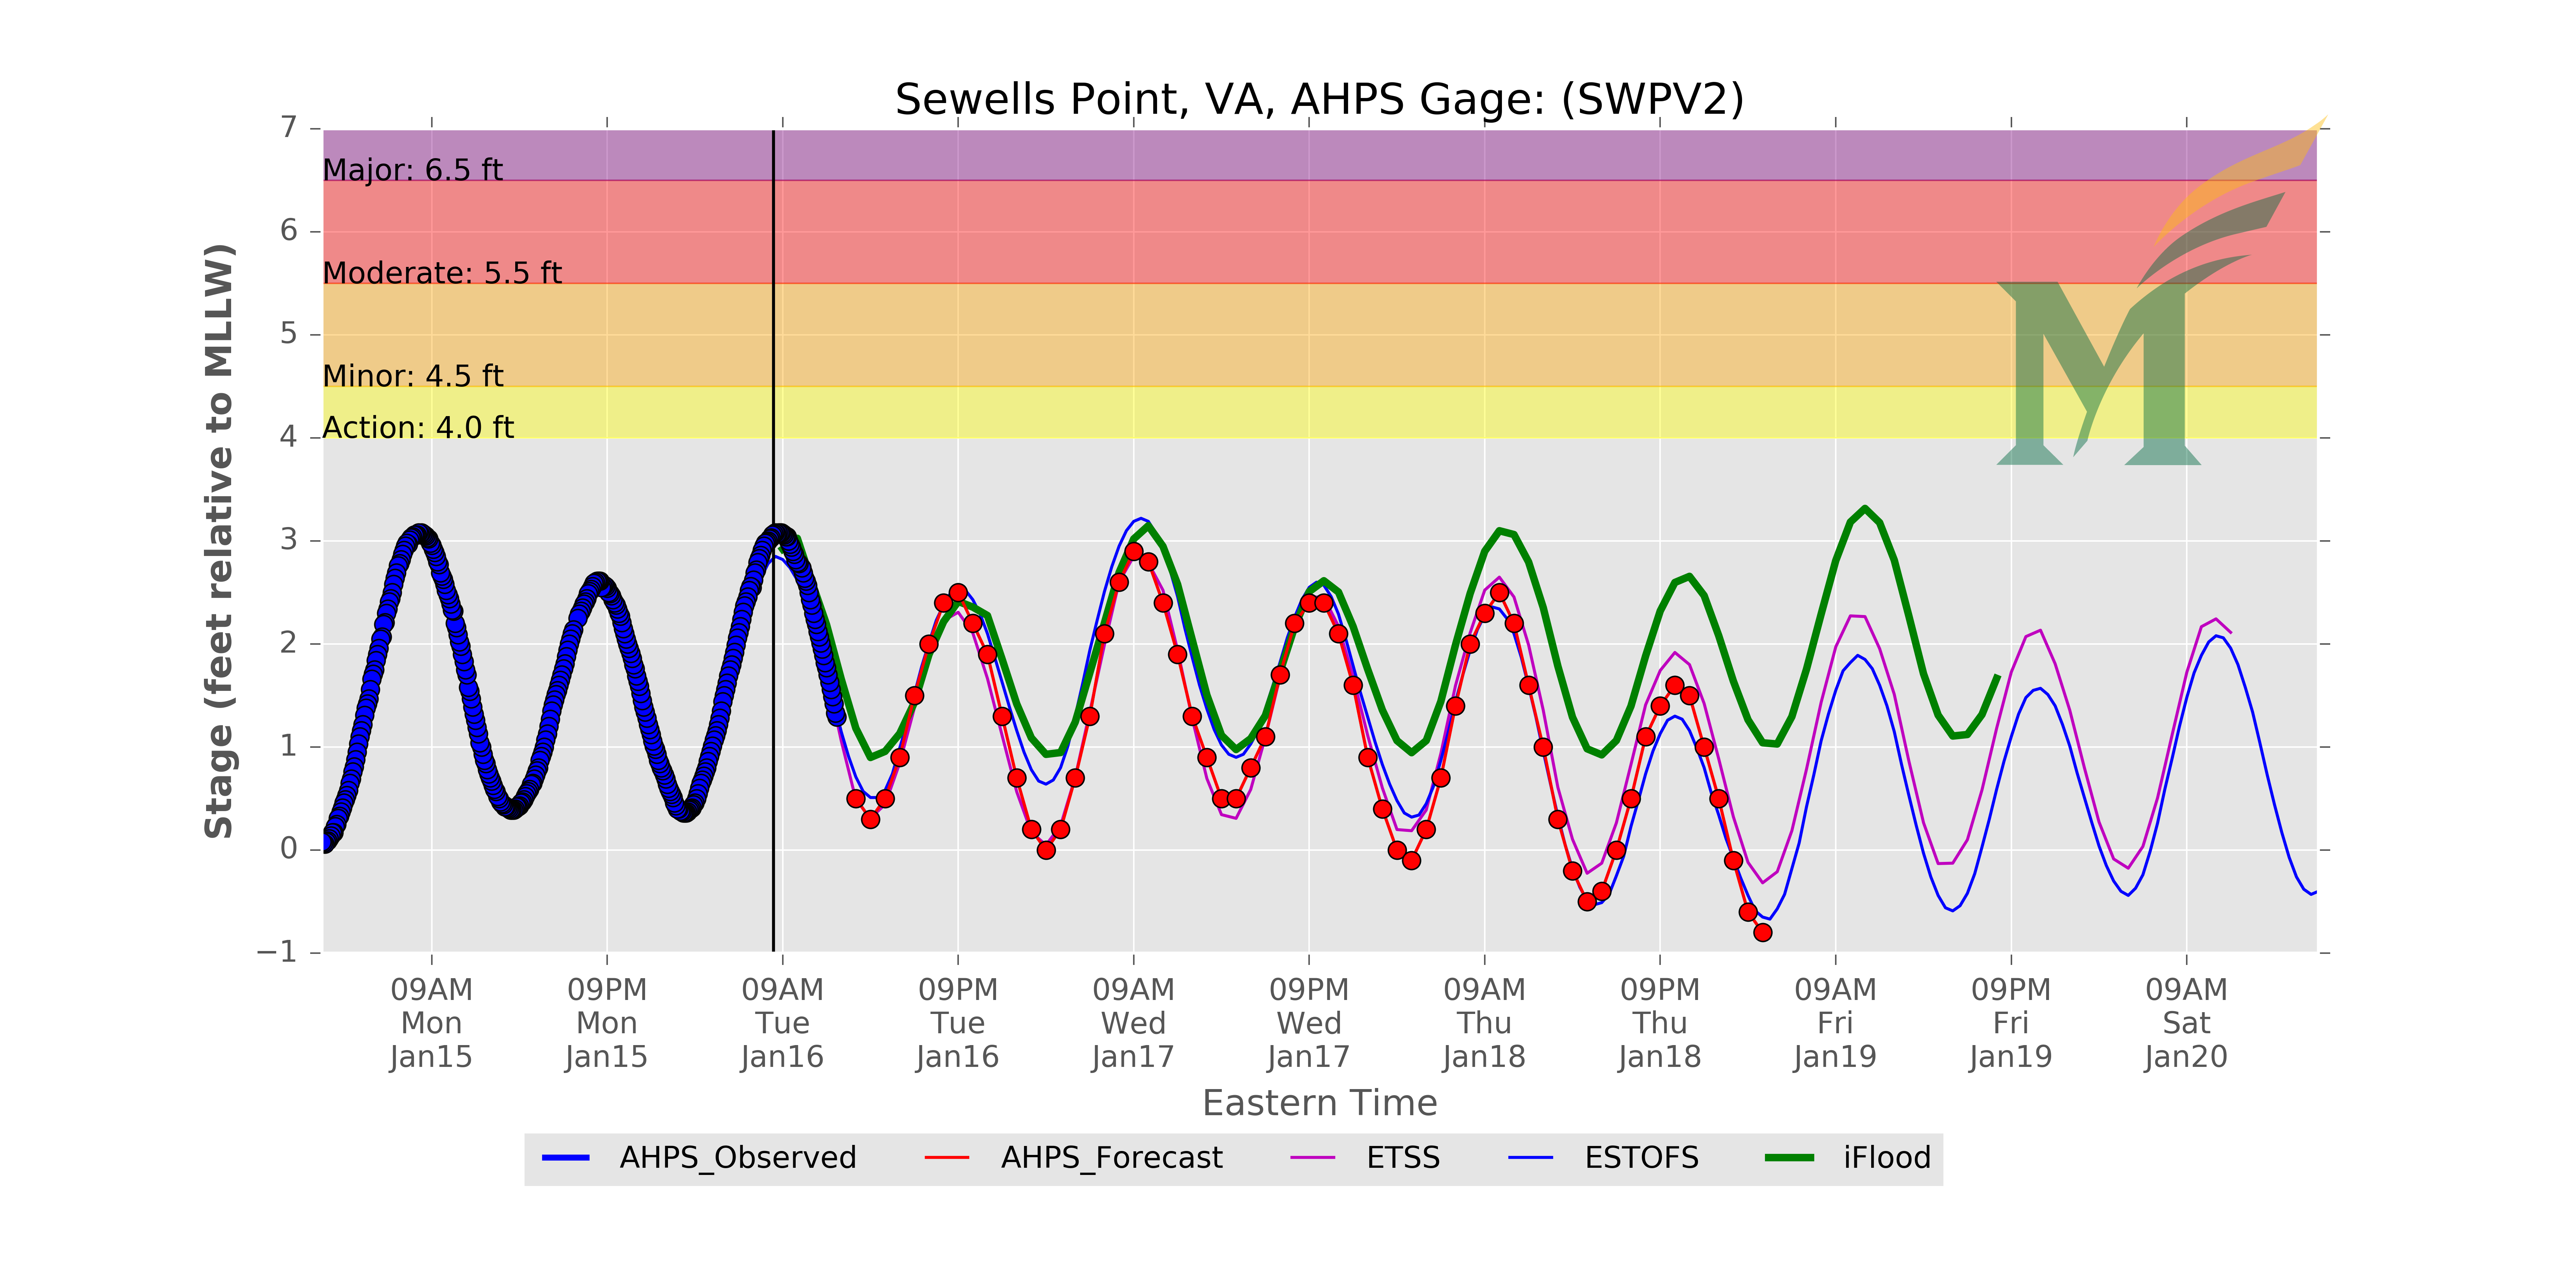 Sewells Point, VA, AHPS Gage: (SWPV2)
Stage (feet relative to MLLW)
7
6
5
4
3
2
1
0
−1
Major: 6.5 ft
Moderate: 5.5 ft
Minor: 4.5 ft
Action: 4.0 ft
M
09AM 09PM 09AM 09PM 09AM 09PM 09AM 09PM 09AM 09PM 09AM
Mon Mon Tue Tue Wed Wed Thu Thu Fri Fri Sat
Jan15 Jan15 Jan16 Jan16 Jan17 Jan17 Jan18 Jan18 Jan19 Jan19 Jan20
Eastern Time
AHPS_Observed AHPS_Forecast ETSS ESTOFS iFlood